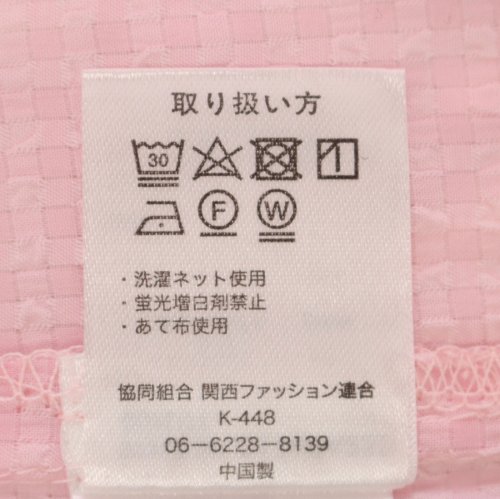 取り扱い方
30
F W
・洗濯ネット使用
・蛍光増白剤禁止
・あて布使用
協同組合 関西ファッション連合
K-448
06-6228-8139
中国製